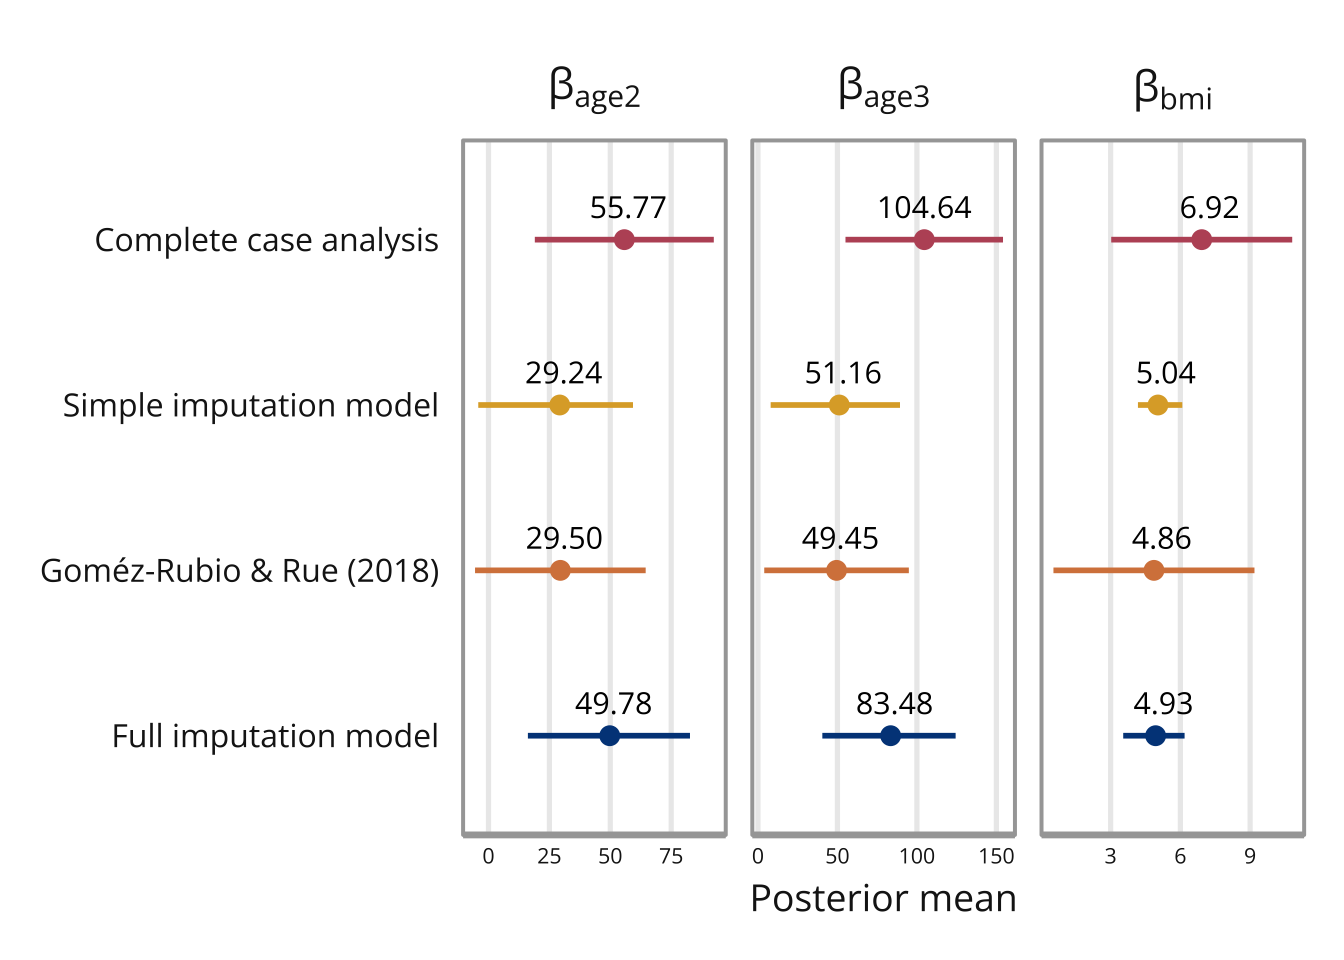 βage2 βage3 βbmi
Complete case analysis 55.77 104.64 6.92
Simple imputation model 29.24 51.16 5.04
Goméz-Rubio & Rue (2018) 29.50 49.45 4.86
Full imputation model 49.78 83.48 4.93
0 25 50 75 0 50 100 150 3 6 9
Posterior mean